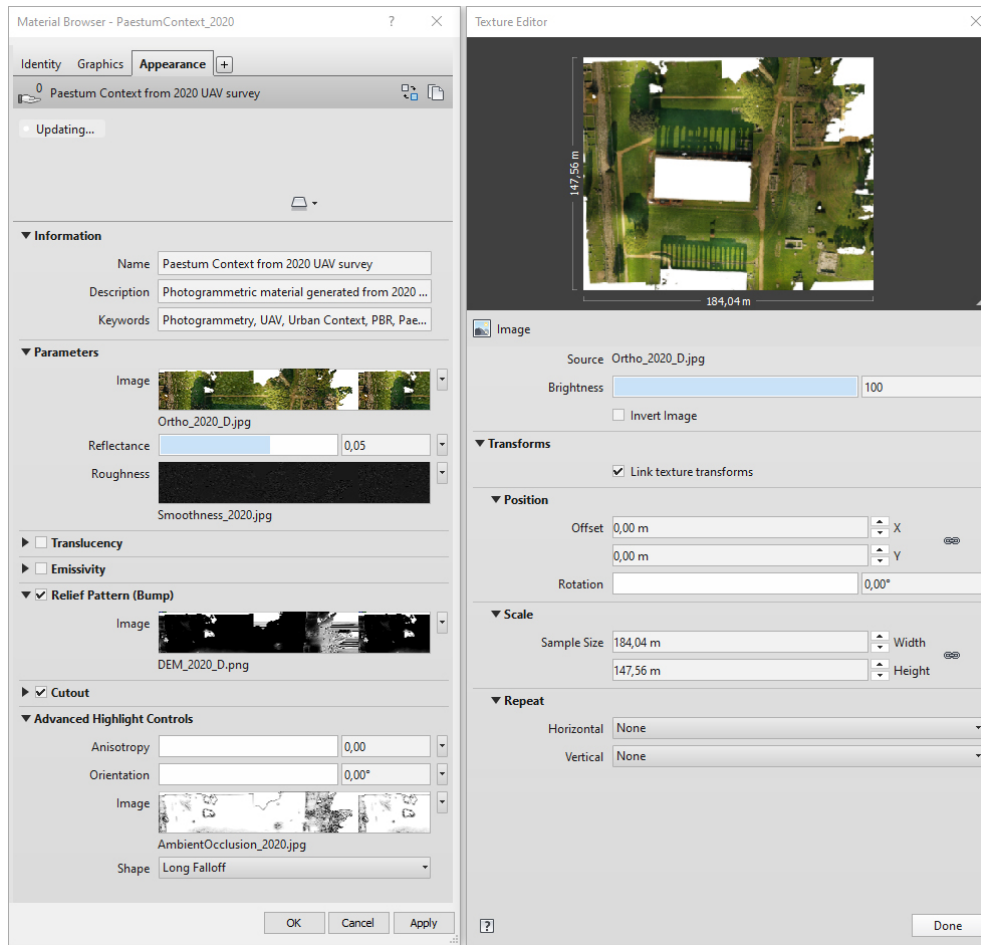 Material Browser - PaestumContext_2020
?
Identity Graphics Appearance +
0
Paestum Context from 2020 UAV survey
Updating...
Information
Name Paestum Context from 2020 UAV survey
Description Photogrammetric material generated from 2020 ...
Keywords Photogrammetry, UAV, Urban Context, PBR, Pae...
Parameters
Image
Ortho_2020_D.jpg
Reflectance 0,05
Roughness
Smoothness_2020.jpg
Translucency
Emissivity
Relief Pattern (Bump)
Image
DEM_2020_D.png
Cutout
Advanced Highlight Controls
Anisotropy 0,00
Orientation 0,00°
Image
AmbientOcclusion_2020.jpg
Shape Long Falloff
OK Cancel Apply
Texture Editor
147,56 m
184,04 m
Image
Source Ortho_2020_D.jpg
Brightness 100
Invert Image
Transforms
Link texture transforms
Position
Offset 0,00 m X
0,00 m Y
Rotation 0,00°
Scale
Sample Size 184,04 m Width
147,56 m Height
Repeat
Horizontal None
Vertical None
?
Done